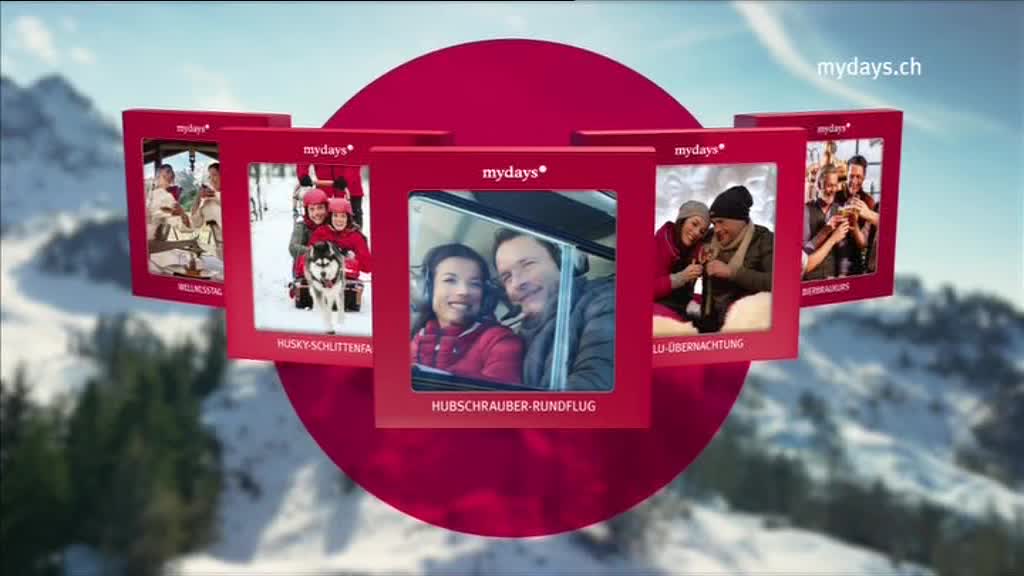 mydays.ch
mydays
WELLNESSTAG
mydays
HUSKY-SCHLITTENFA
mydays
HUBSCHRAUBER-RUNDFLUG
mydays
LU-ÜBERNACHTUNG
mydays
BIERBRAUKURS